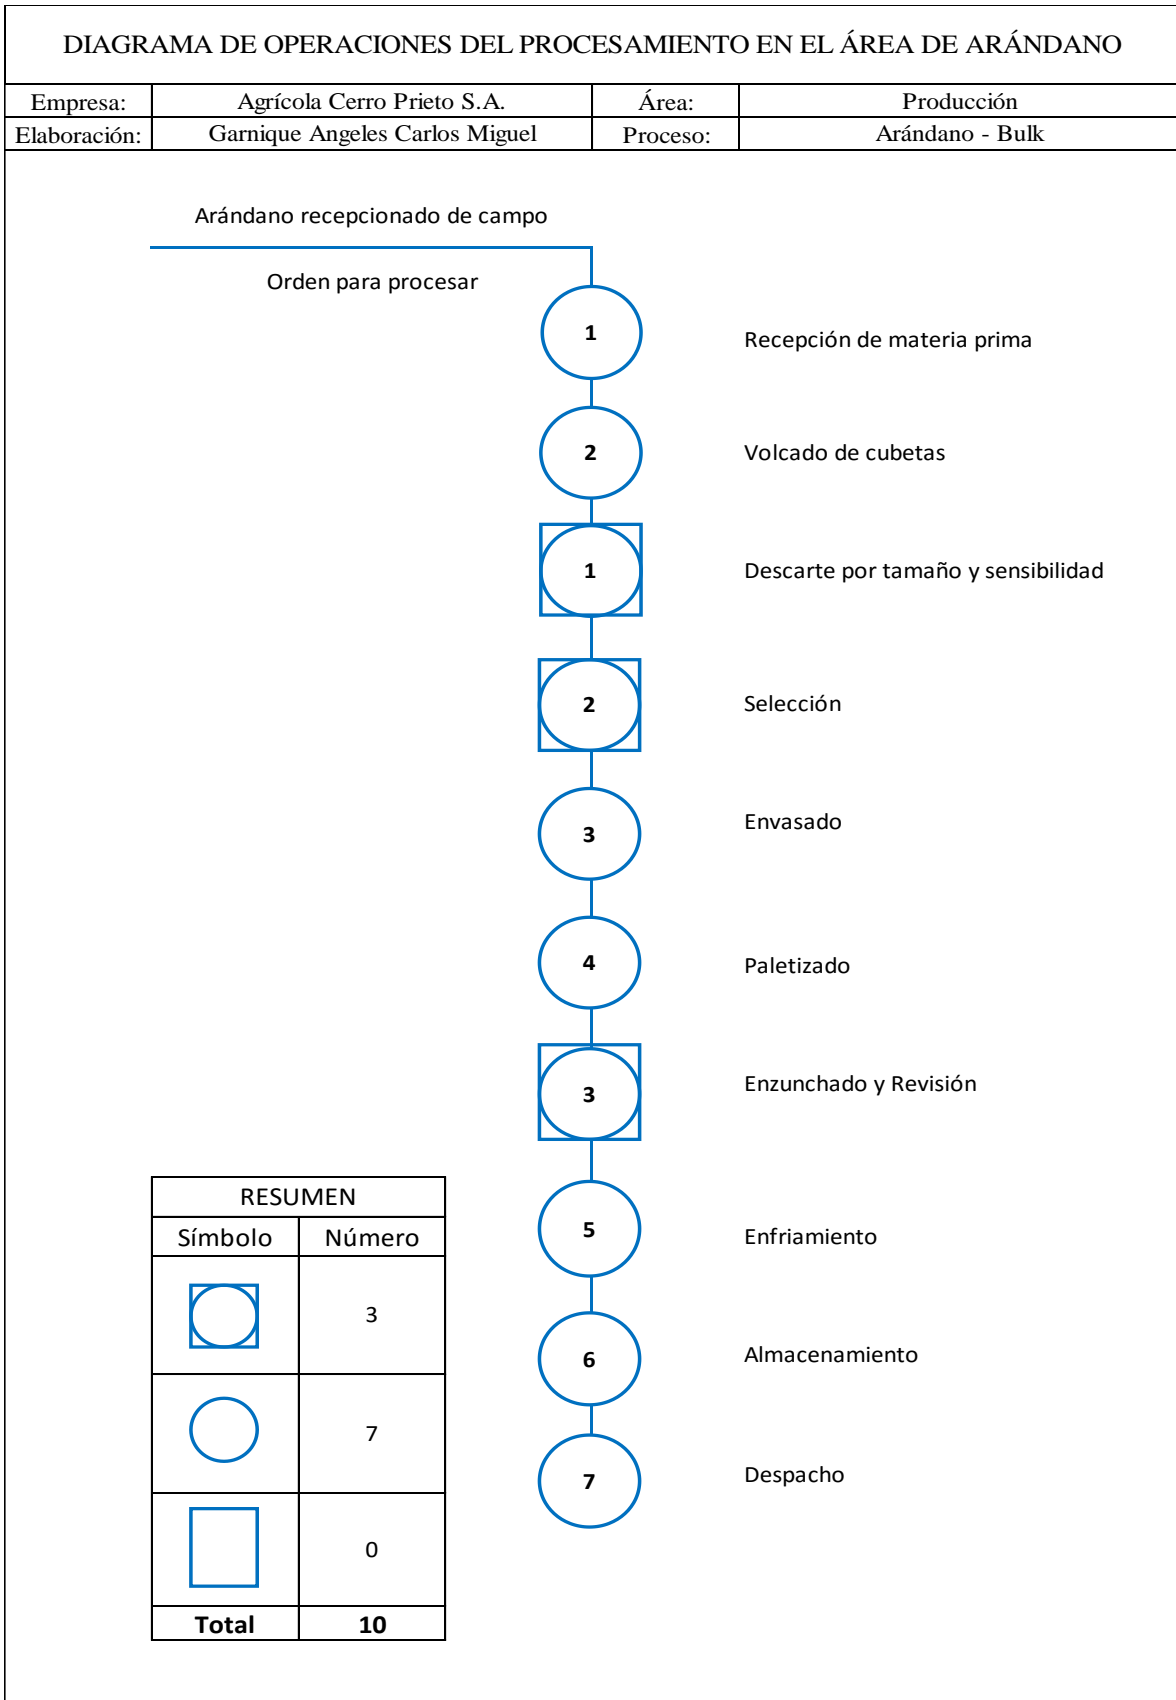 DIAGRAMA DE OPERACIONES DEL PROCESAMIENTO EN EL ÁREA DE ARÁNDANO
Empresa: Agrícola Cerro Prieto S.A. Área: Producción
Elaboración: Garnique Angeles Carlos Miguel Proceso: Arándano - Bulk
Arándano recepcionado de campo
Orden para procesar
1 Recepción de materia prima
2 Volcado de cubetas
1 Descarte por tamaño y sensibilidad
2 Selección
3 Envasado
4 Paletizado
3 Enzunchado y Revisión
5 Enfriamiento
6 Almacenamiento
7 Despacho
RESUMEN
Símbolo Número
3
7
0
Total 10